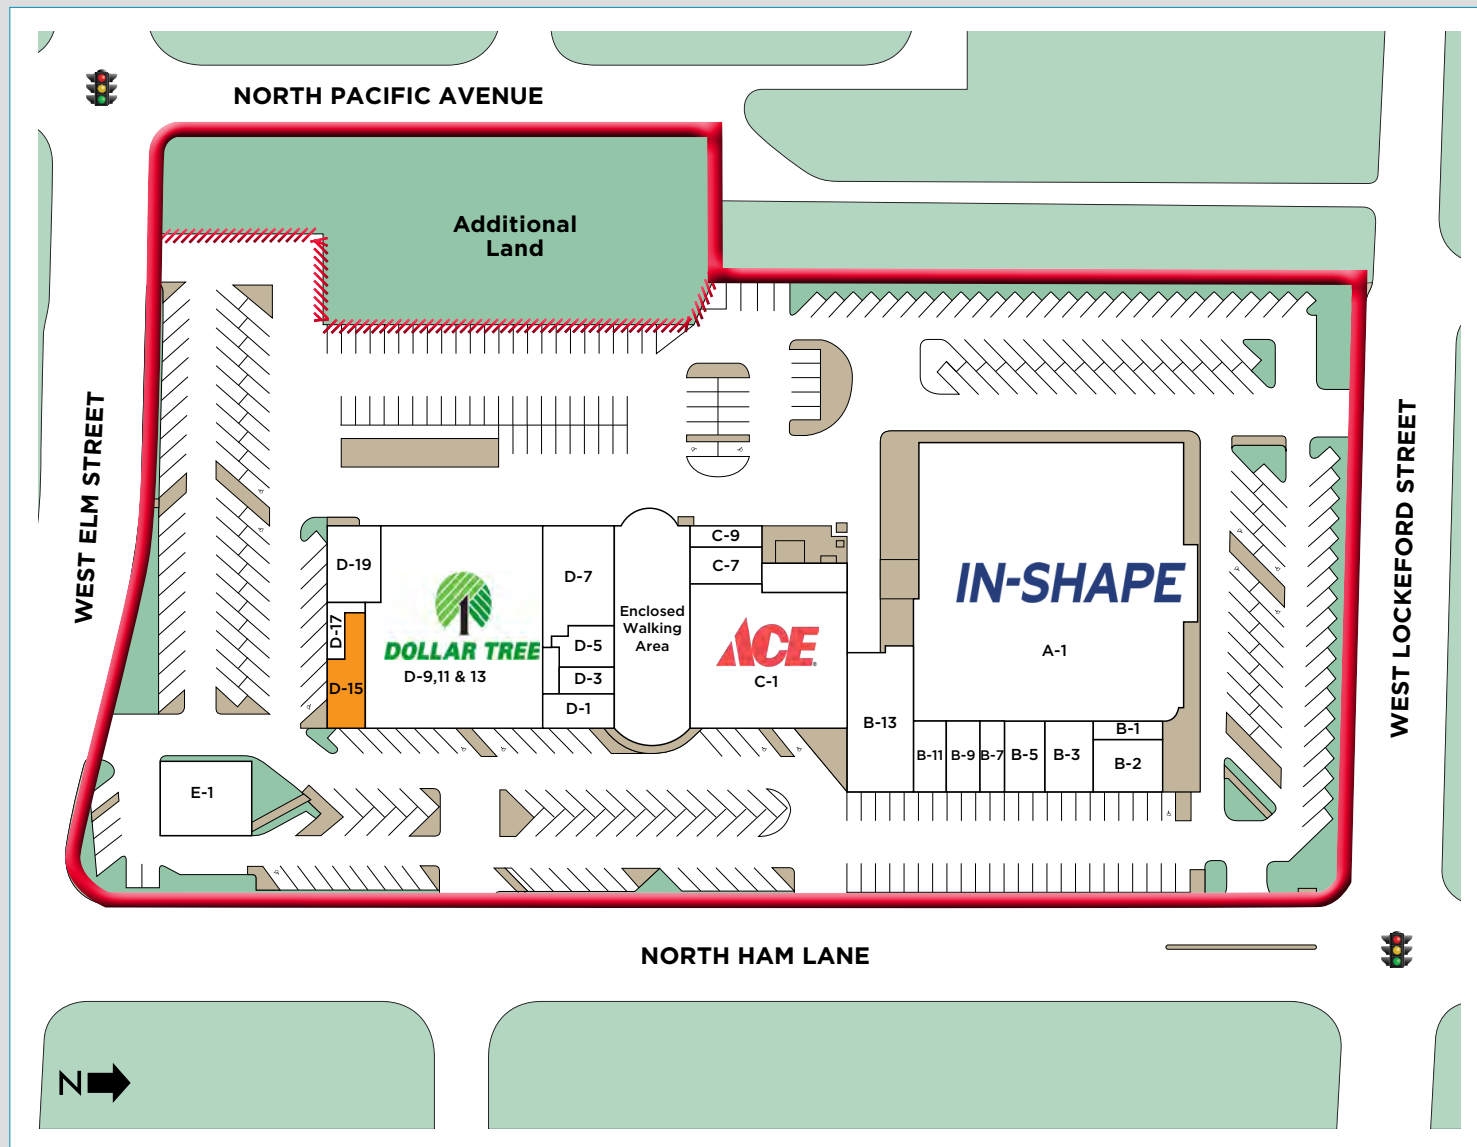 NORTH PACIFIC AVENUE
Additional
Land
WEST ELM STREET
WEST LOCKEFORD STREET
C-9
C-7
D-19
D-7
IN-SHAPE
A-1
Enclosed
Walking
Area
D-17
D-5
DOLLAR TREE
D-9,11 & 13
ACE
C-1
D-3
D-15
D-1
B-13
B-11
B-9
B-7
B-5
B-3
B-1
B-2
E-1
NORTH HAM LANE
N